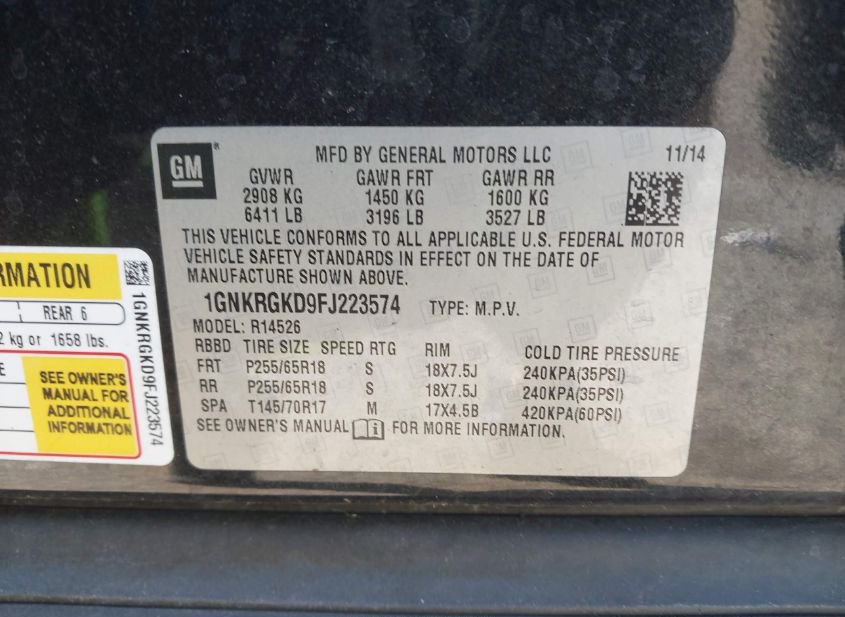 GM
MFD BY GENERAL MOTORS LLC 11/14
GVWR GAWR FRT GAWR RR
2908 KG 1450 KG 1600 KG
6411 LB 3196 LB 3527 LB
THIS VEHICLE CONFORMS TO ALL APPLICABLE U.S. FEDERAL MOTOR
VEHICLE SAFETY STANDARDS IN EFFECT ON THE DATE OF
MANUFACTURE SHOWN ABOVE.
1GNKRGKD9FJ223574 TYPE: M.P.V.
MODEL: R14526
RBBD TIRE SIZE SPEED RTG RIM COLD TIRE PRESSURE
FRT P255/65R18 S 18X7.5J 240KPA(35PSI)
RR P255/65R18 S 18X7.5J 240KPA(35PSI)
SPA T145/70R17 M 17X4.5B 420KPA(60PSI)
SEE OWNER'S MANUAL FOR MORE INFORMATION.
REAR 6
kg or 1658 lbs.
SEE OWNER'S
MANUAL FOR
ADDITIONAL
INFORMATION
1GNKRGKD9FJ223574